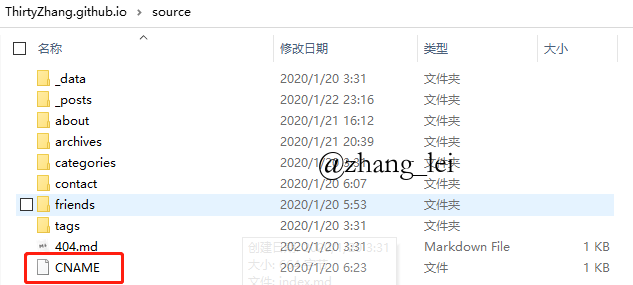 ThirtyZhang.github.io > source
名称 修改日期 类型 大小
_data 2020/1/20 3:31 文件夹
_posts 2020/1/22 23:16 文件夹
about 2020/1/21 16:12 文件夹
archives 2020/1/21 20:39 文件夹
categories 2020/1/20 3:31 文件夹
@zhang_lei
contact 2020/1/20 6:07 文件夹
friends 2020/1/20 5:53 文件夹
tags 2020/1/20 3:31 文件夹
404.md 2020/1/20 3:31 Markdown File 1 KB
创建日期 3:31
CNAME 2020/1/20 6:23 文件 1 KB
大小:
文件: index.md